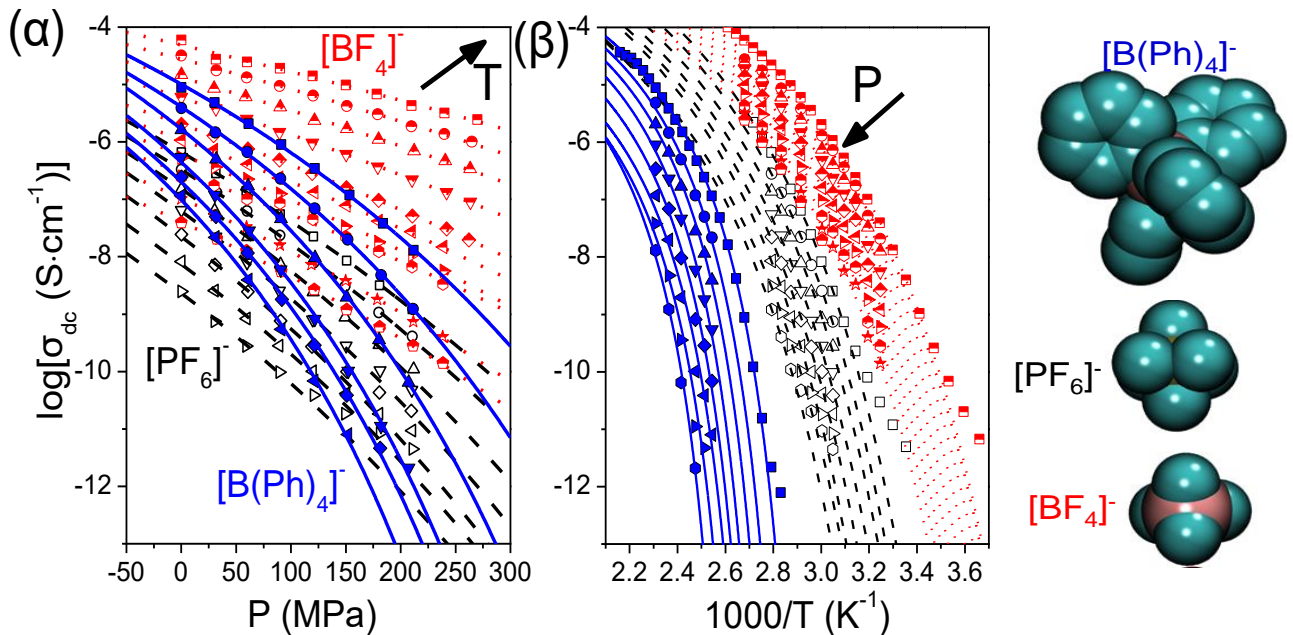 (α)
[BF4]-
T
[PF6]-
[B(Ph)4]-
-4
-6
-8
-10
-12
log[σdc (S·cm-1)]
-50 0 50 100 150 200 250 300
P (MPa)
(β)
P
-4
-6
-8
-10
-12
2.2 2.4 2.6 2.8 3.0 3.2 3.4 3.6
1000/T (K-1)
[B(Ph)4]-
[PF6]-
[BF4]-